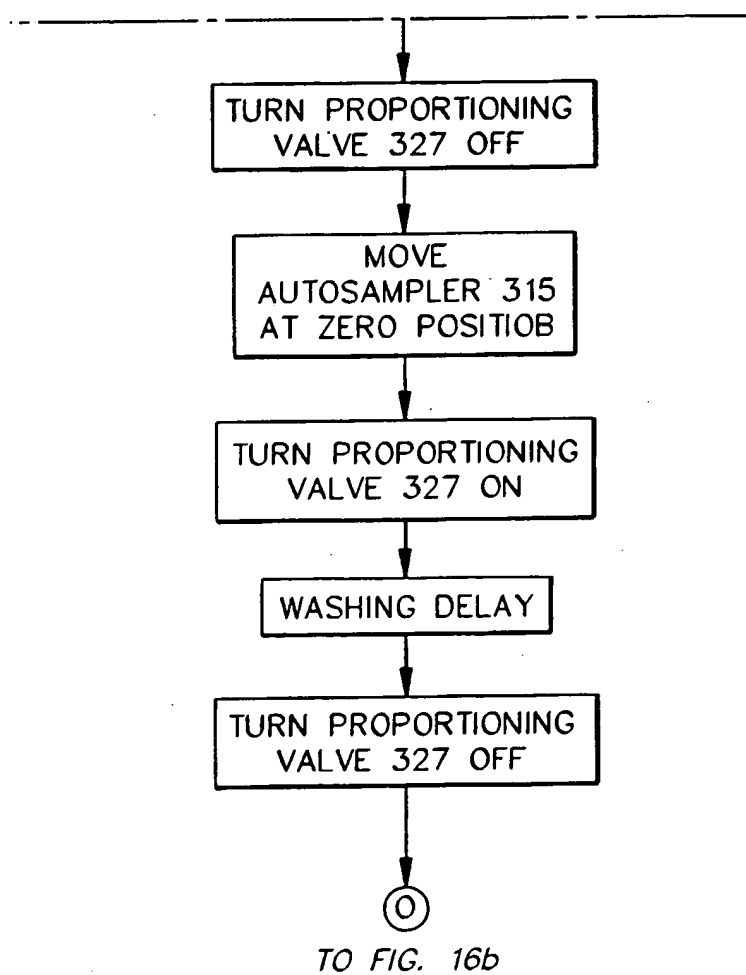 TURN PROPORTIONING
VALVE 327 OFF
MOVE
AUTOSAMPLER 315
AT ZERO POSITIOB
TURN PROPORTIONING
VALVE 327 ON
WASHING DELAY
TURN PROPORTIONING
VALVE 327 OFF
O
TO FIG. 16b